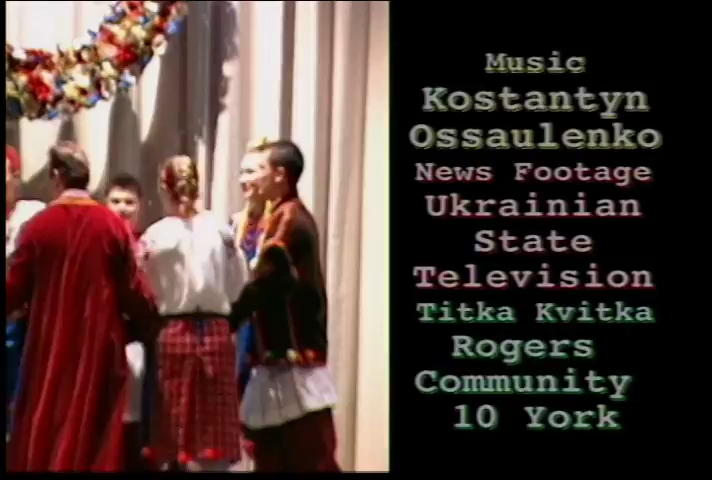 Music
Kostantyn
Ossaulenko
News Footage
Ukrainian
State
Television
Titka Kvitka
Rogers
Community
10 York